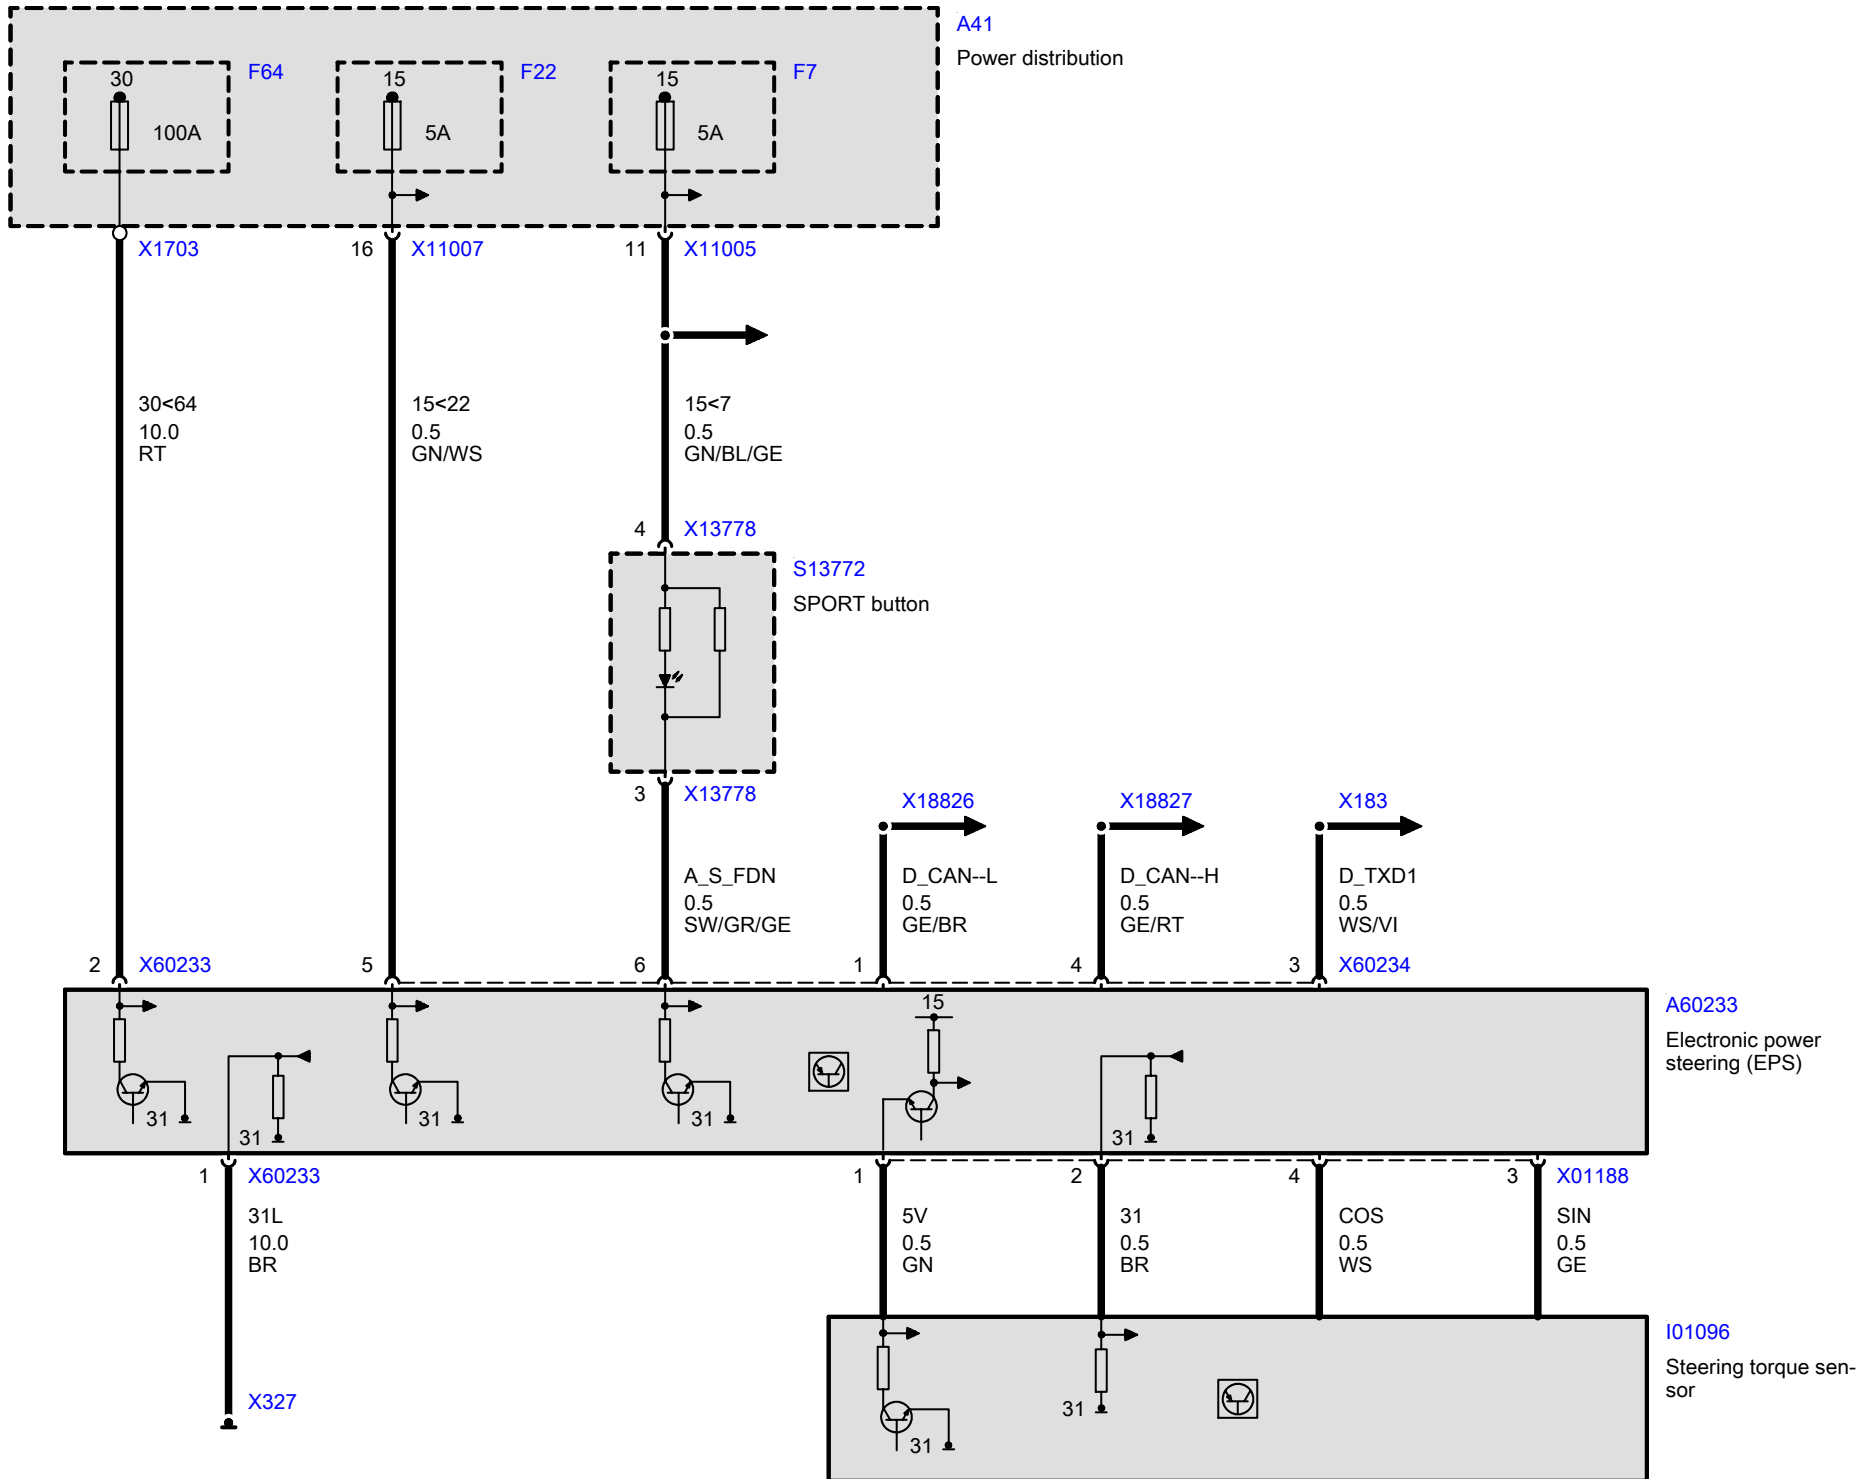 A41
Power distribution
30 F64 15 F22 15 F7
100A 5A 5A
X1703 16 X11007 11 X11005
30<64 15<22 15<7
10.0 0.5 0.5
RT GN/WS GN/BL/GE
4 X13778
S13772
SPORT button
3 X13778 X18826 X18827 X183
A_S_FDN D_CAN--L D_CAN--H D_TXD1
0.5 0.5 0.5 0.5
SW/GR/GE GE/BR GE/RT WS/VI
2 X60233 5 6 1 4 3 X60234
15 A60233
Electronic power
steering (EPS)
31 31 31
31 31
1 X60233 1 2 4 3 X01188
31L 5V 31 COS SIN
10.0 0.5 0.5 0.5 0.5
BR GN BR WS GE
I01096
Steering torque sen-
sor
X327 31
31